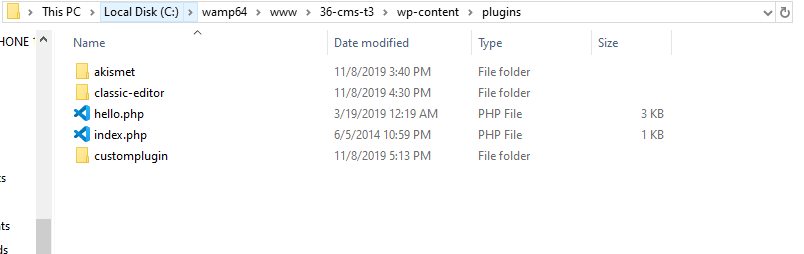 This PC > Local Disk (C:) > wamp64 > www > 36-cms-t3 > wp-content > plugins
HONE
Name Date modified Type Size
akismet 11/8/2019 3:40 PM File folder
classic-editor 11/8/2019 4:30 PM File folder
hello.php 3/19/2019 12:19 AM PHP File 3 KB
index.php 6/5/2014 10:59 PM PHP File 1 KB
customplugin 11/8/2019 5:13 PM File folder
ts
nts
ds